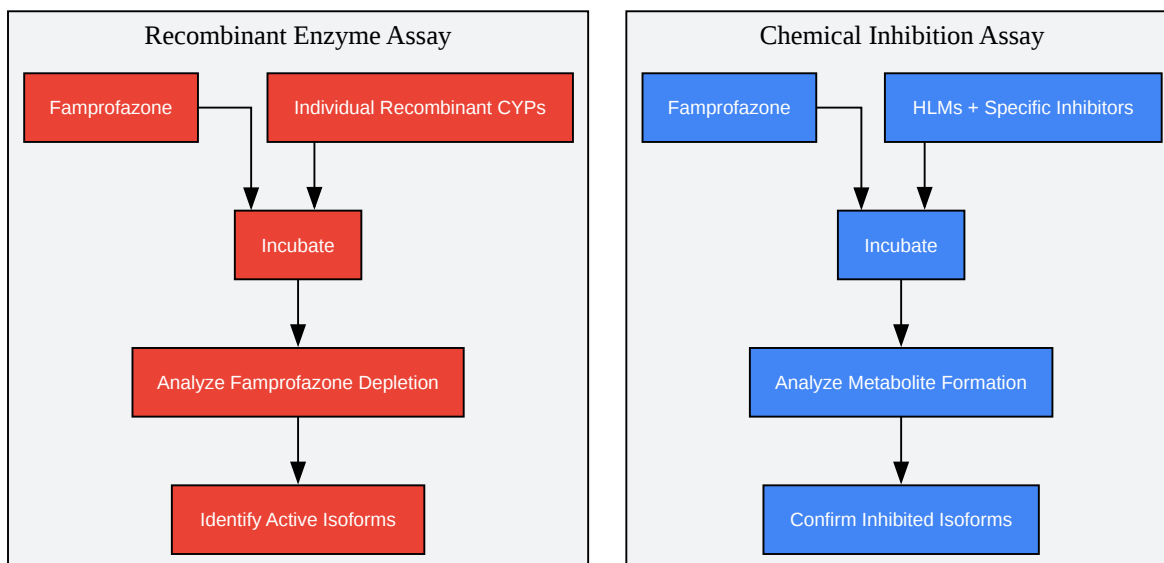 Recombinant Enzyme Assay
Famprofazone
Individual Recombinant CYPs
Incubate
Analyze Famprofazone Depletion
Identify Active Isoforms
Chemical Inhibition Assay
Famprofazone
HLMs + Specific Inhibitors
Incubate
Analyze Metabolite Formation
Confirm Inhibited Isoforms